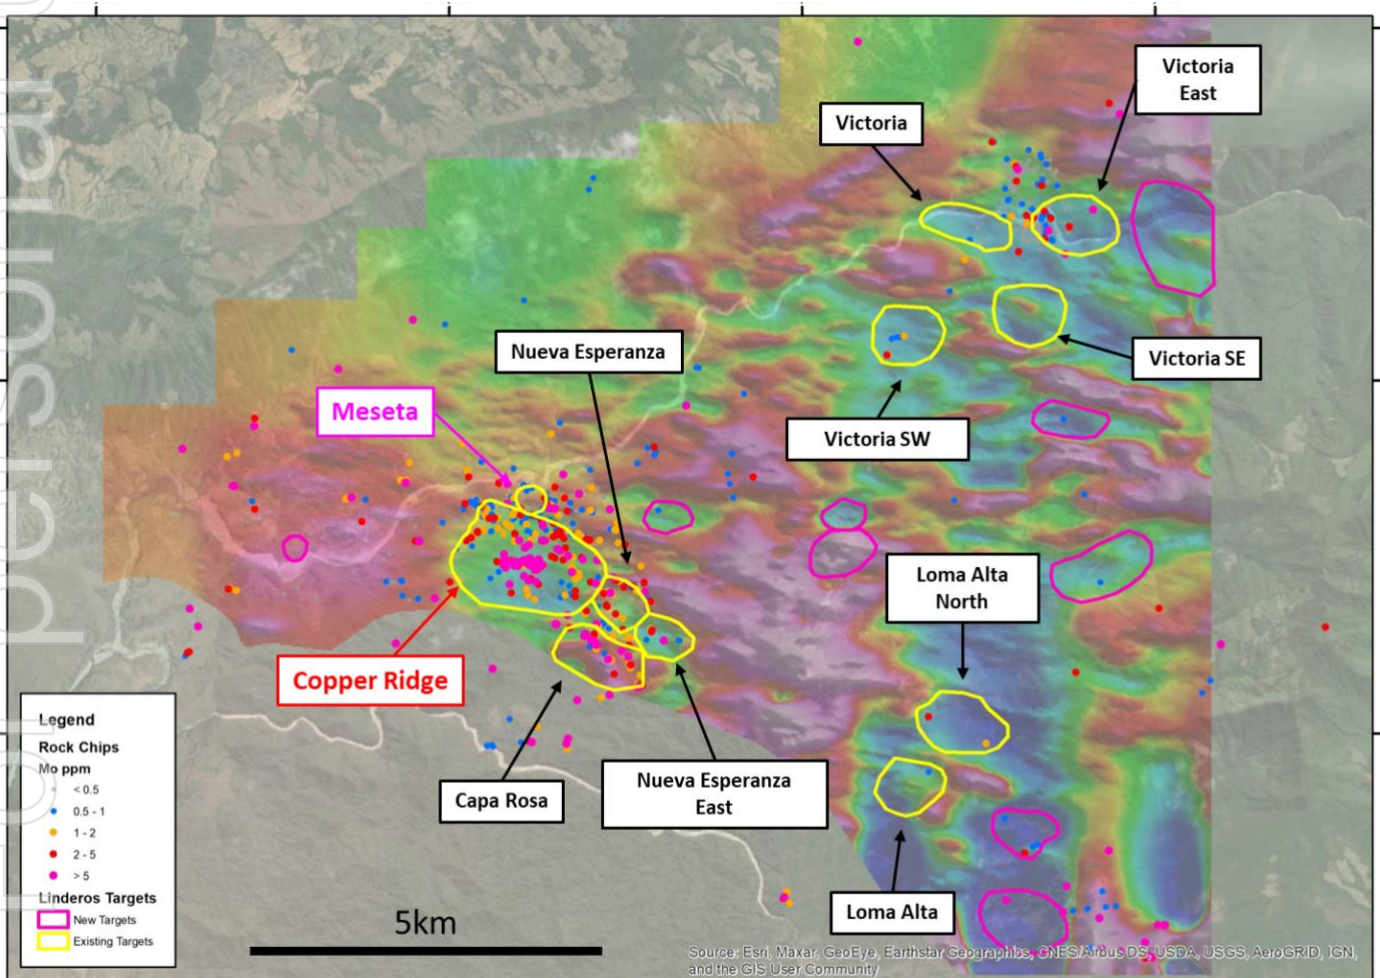 For personal u
Victoria
East
Victoria
Nueva Esperanza
Victoria SE
Meseta
Victoria SW
Loma Alta
North
Copper Ridge
Legend
Rock Chips
Mo ppm
< 0.5
0.5 - 1
1 - 2
2 - 5
> 5
Linderos Targets
New Targets
Existing Targets
Capa Rosa
Nueva Esperanza
East
Loma Alta
5km
Source: Esri, Maxar, GeoEye, Earthstar Geographics, CNES/Airbus DS, USDA, USGS, AeroGRID, IGN,
and the GIS User Community